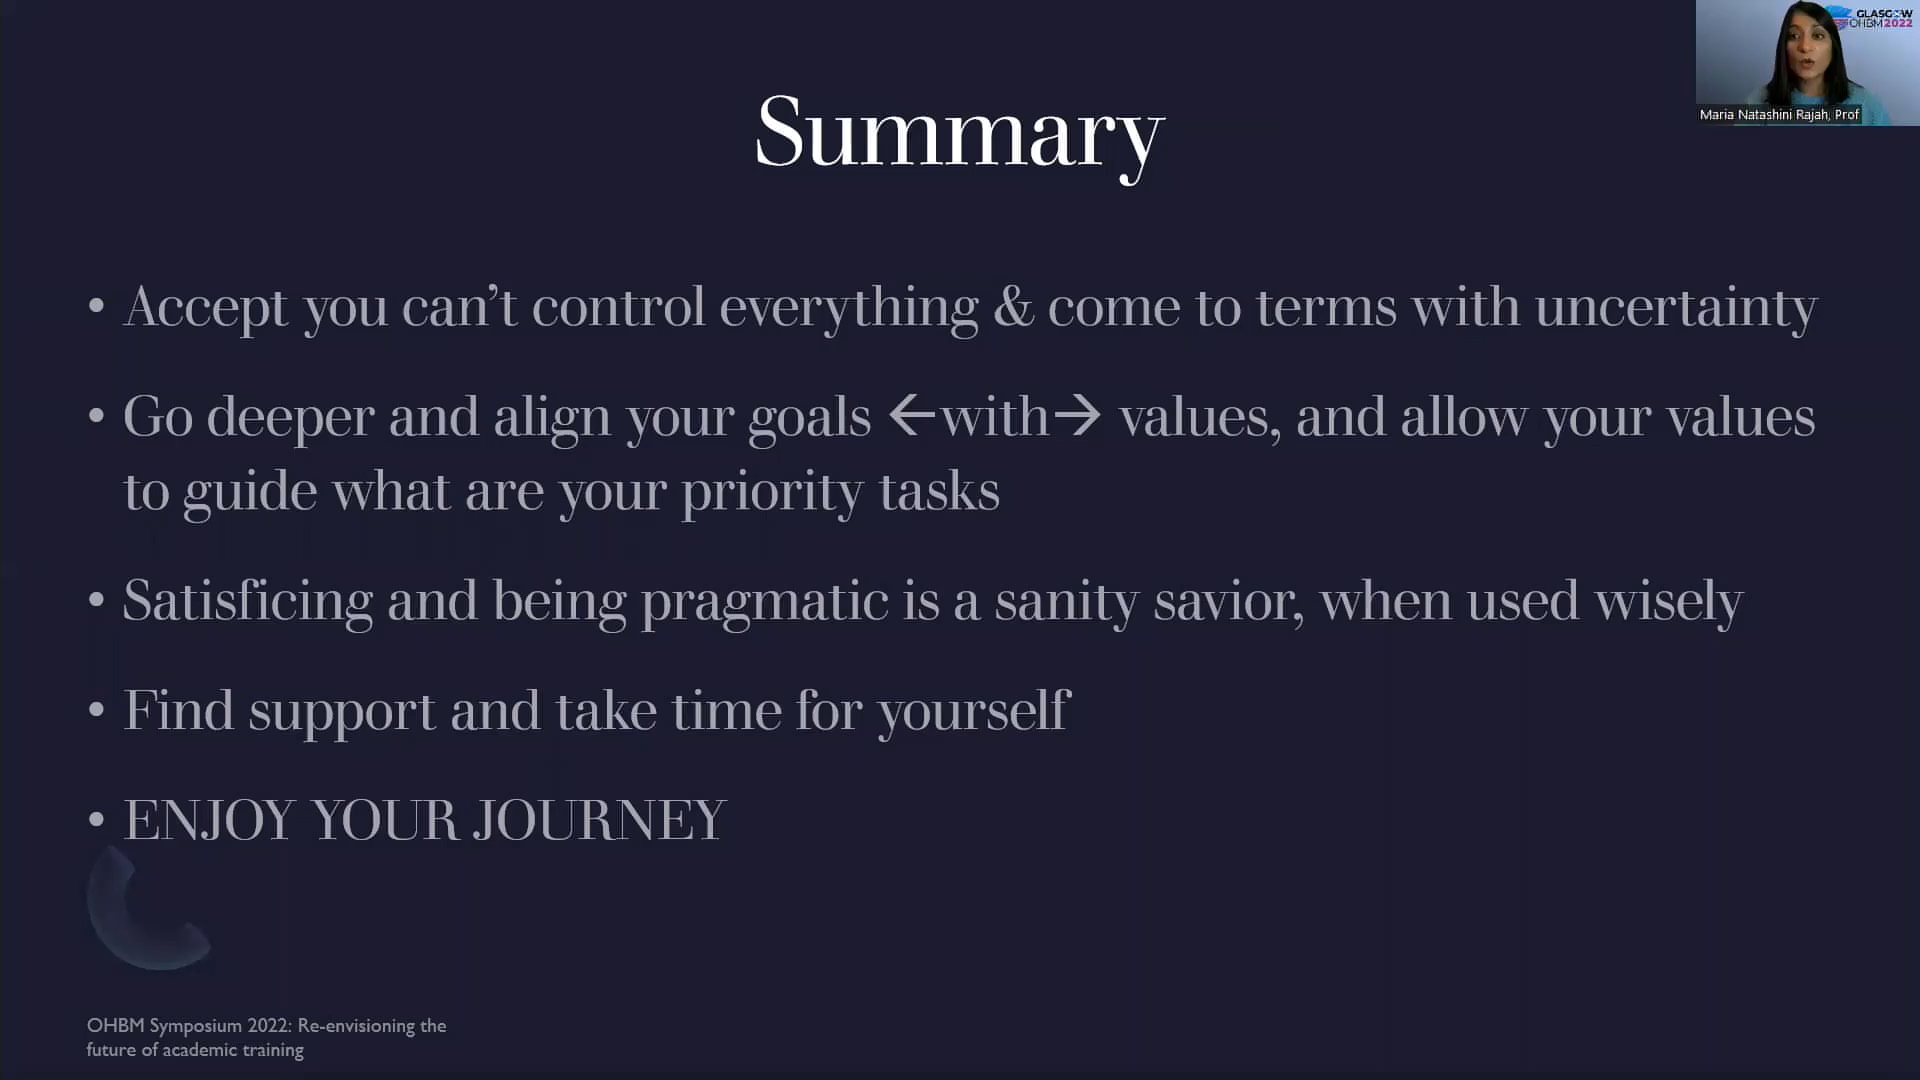 GLASGOW
OHBM2022
Maria Natashini Rajah, Prof
Summary
• Accept you can’t control everything & come to terms with uncertainty
• Go deeper and align your goals ←with→ values, and allow your values
to guide what are your priority tasks
• Satisficing and being pragmatic is a sanity savior, when used wisely
• Find support and take time for yourself
• ENJOY YOUR JOURNEY
OHBM Symposium 2022: Re-envisioning the
future of academic training